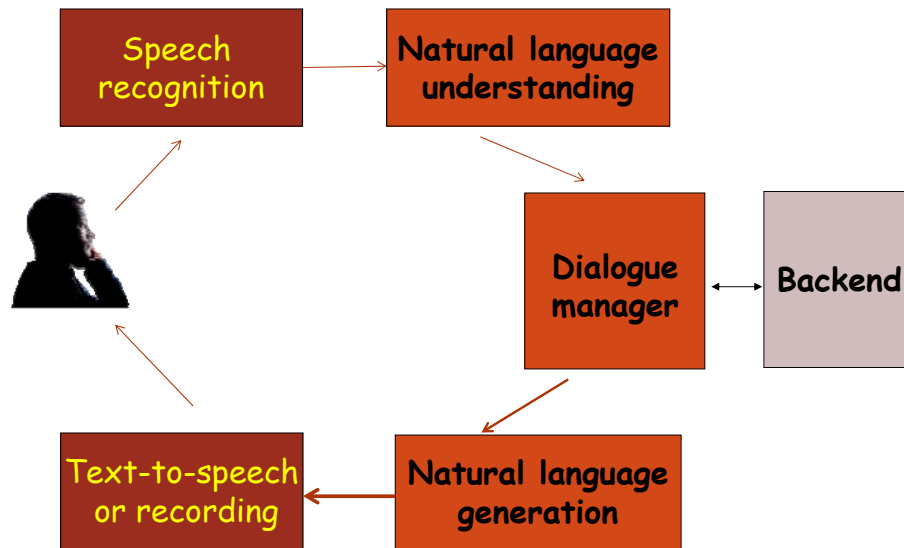 Speech
recognition
Natural language
understanding
Dialogue
manager
Backend
Natural language
generation
Text-to-speech
or recording